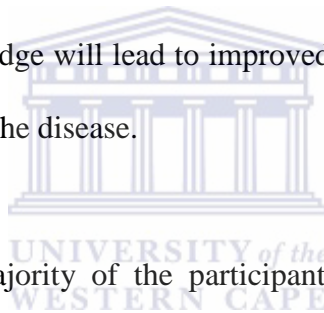 dge will lead to improved
he disease.
UNIVERSITY of the
ajority of the participant
WESTERN CAPE